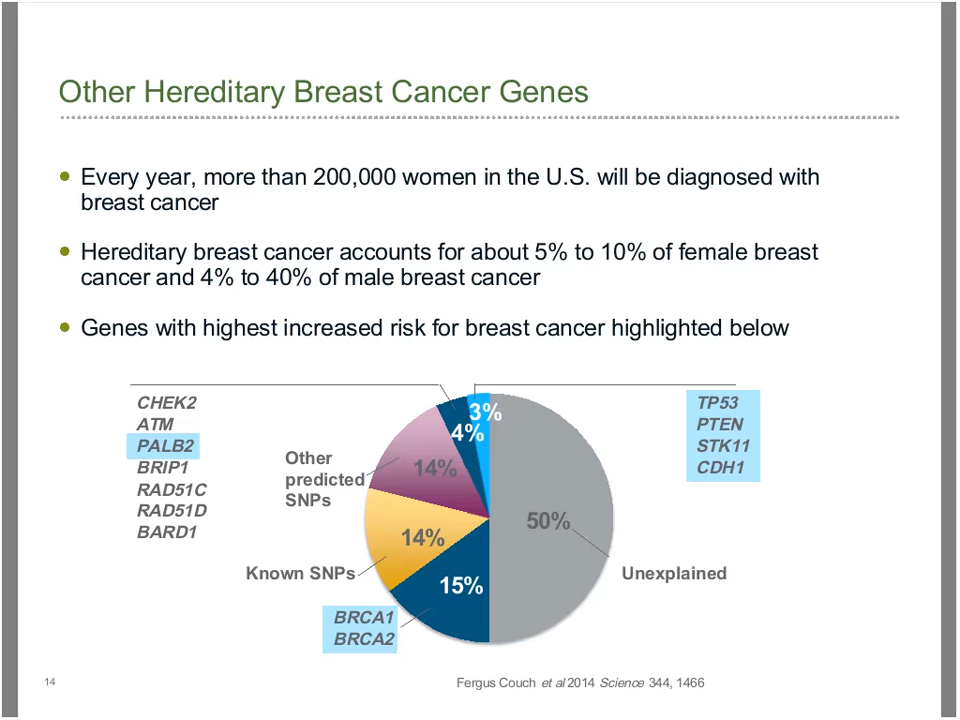 Other Hereditary Breast Cancer Genes
Every year, more than 200,000 women in the U.S. will be diagnosed with
breast cancer
Hereditary breast cancer accounts for about 5% to 10% of female breast
cancer and 4% to 40% of male breast cancer
Genes with highest increased risk for breast cancer highlighted below
CHEK2
ATM
PALB2
BRIP1
RAD51C
RAD51D
BARD1
Other
predicted
SNPs
Known SNPs
BRCA1
BRCA2
3%
4%
14%
14%
15%
50%
TP53
PTEN
STK11
CDH1
Unexplained
14
Fergus Couch et al 2014 Science 344, 1466